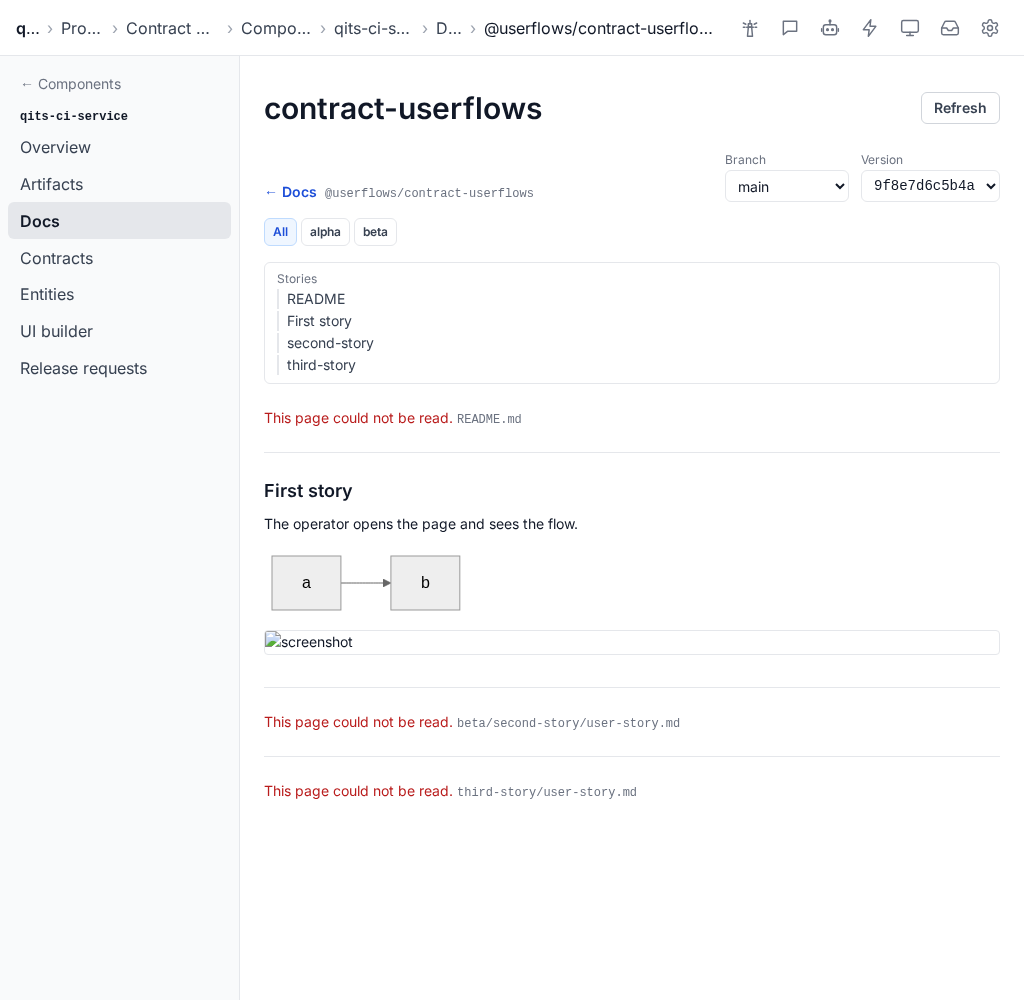 q... › Pro... › Contract ... › Compo... › qits-ci-s... › D... › @userflows/contract-userflo...
← Components
qits-ci-service
Overview
Artifacts
Docs
Contracts
Entities
UI builder
Release requests
contract-userflows
Refresh
Branch
Version
← Docs @userflows/contract-userflows
main
9f8e7d6c5b4a
All
alpha
beta
Stories
README
First story
second-story
third-story
This page could not be read. README.md
First story
The operator opens the page and sees the flow.
a
b
screenshot
This page could not be read. beta/second-story/user-story.md
This page could not be read. third-story/user-story.md